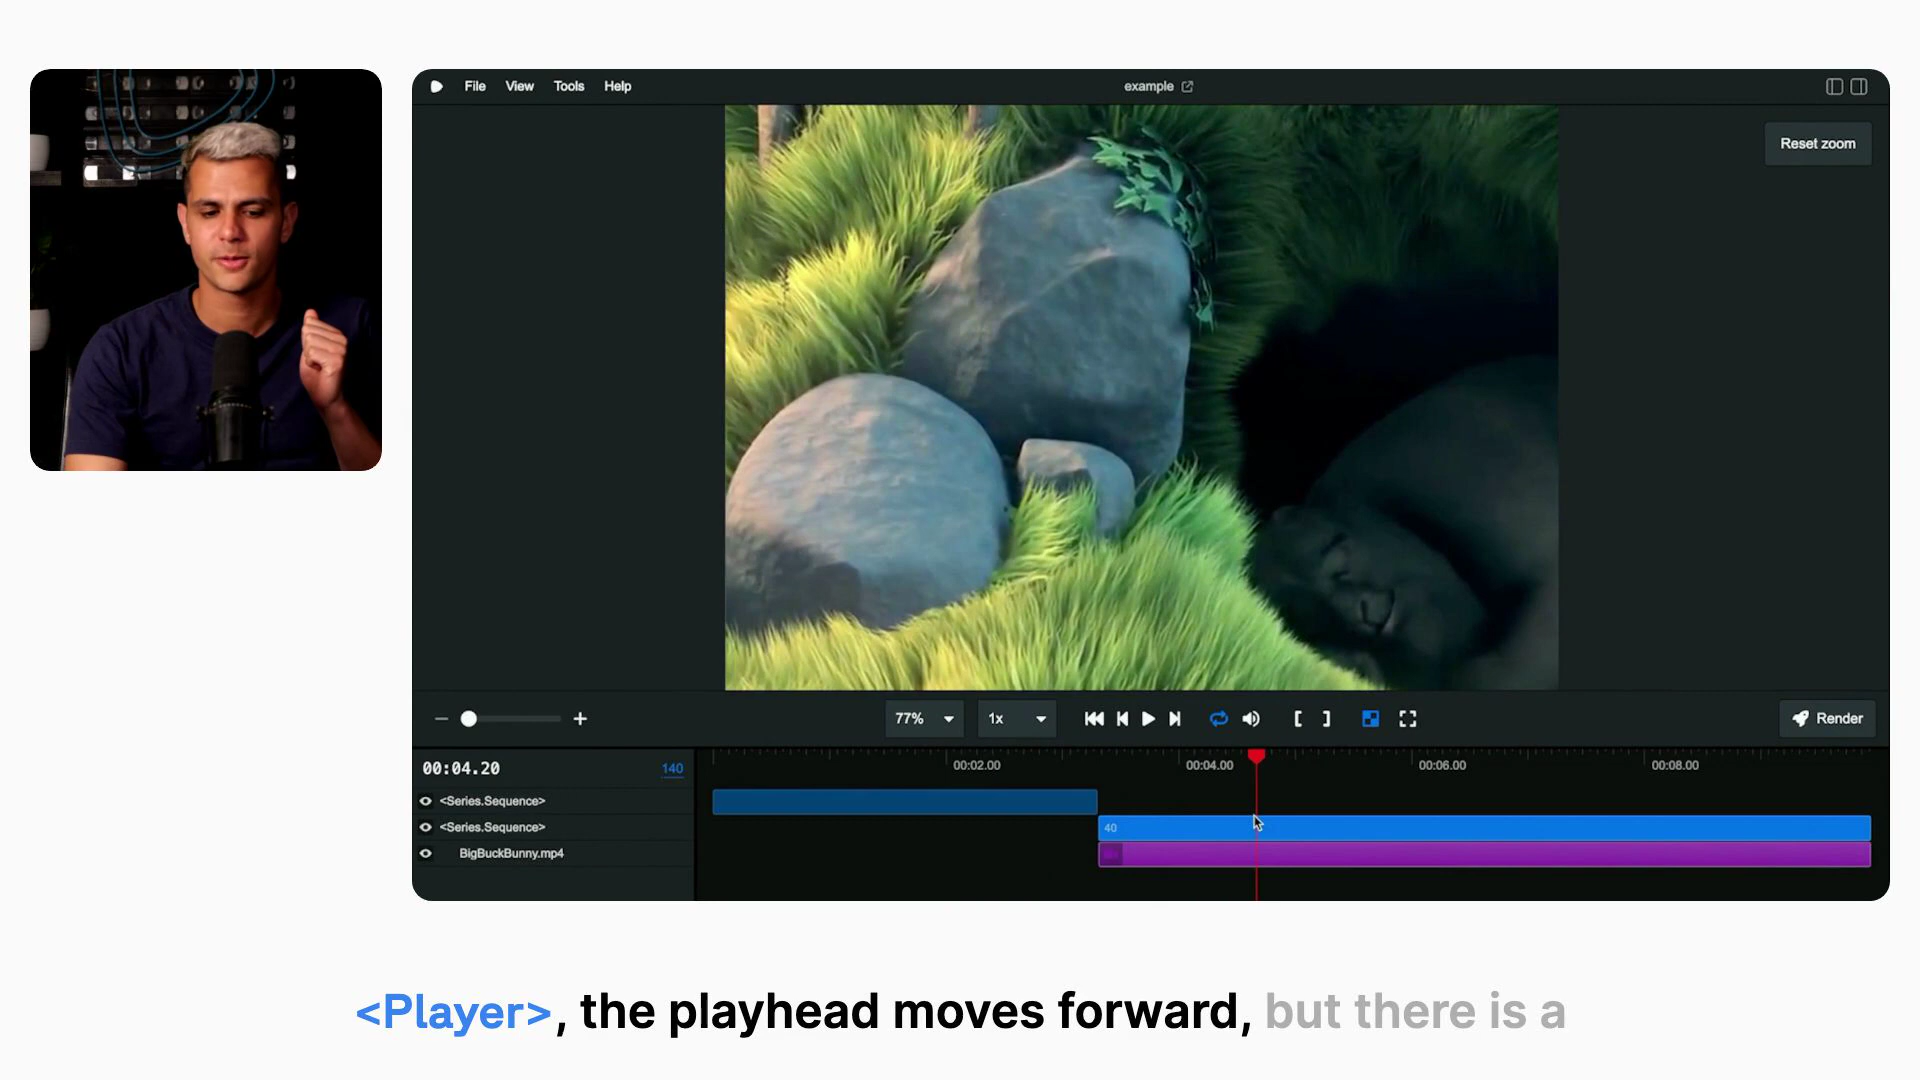 File View Tools Help
example
Reset zoom
77%
1x
Render
00:04.20
140
00:02.00
00:04.00
00:06.00
00:08.00
<Series.Sequence>
<Series.Sequence>
40
BigBuckBunny.mp4
<Player>, the playhead moves forward, but there is a